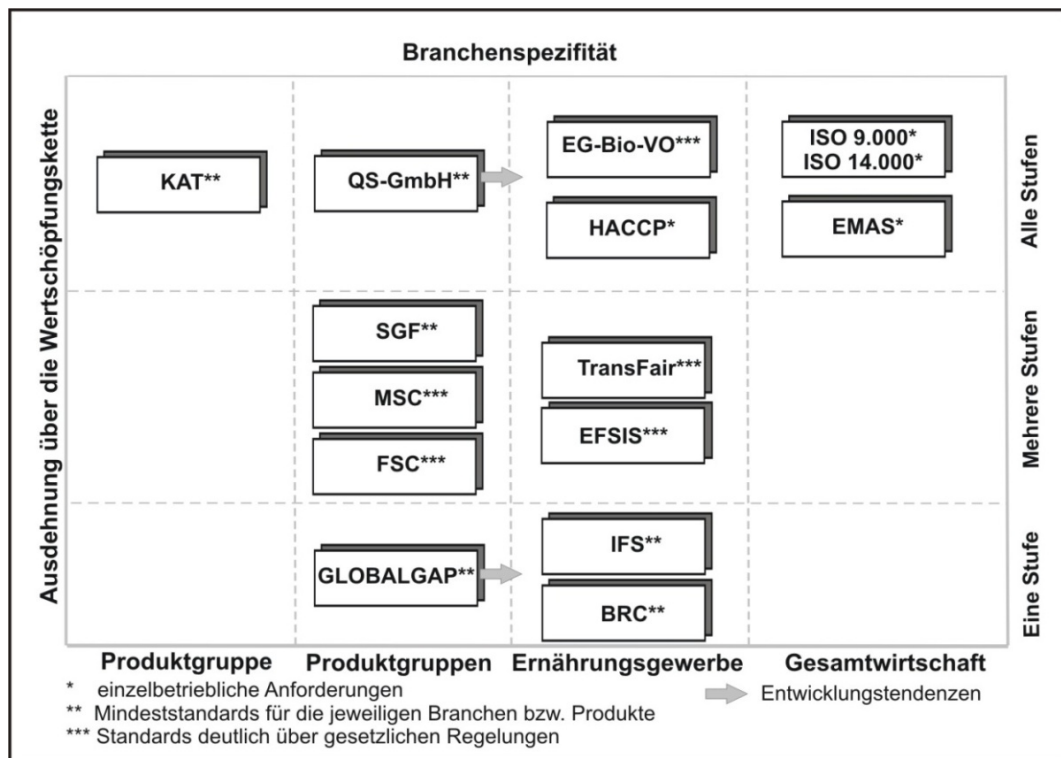 Branchenspezifität
Ausdehnung über die Wertschöpfungskette
KAT**
QS-GmbH**
EG-Bio-VO***
HACCP*
ISO 9.000*
ISO 14.000*
EMAS*
Alle Stufen
SGF**
MSC***
FSC***
TransFair***
EFSIS***
Mehrere Stufen
GLOBALGAP**
IFS**
BRC**
Eine Stufe
Produktgruppe
Produktgruppen
Ernährungsgewerbe
Gesamtwirtschaft
* einzelbetriebliche Anforderungen
** Mindeststandards für die jeweiligen Branchen bzw. Produkte
*** Standards deutlich über gesetzlichen Regelungen
Entwicklungstendenzen